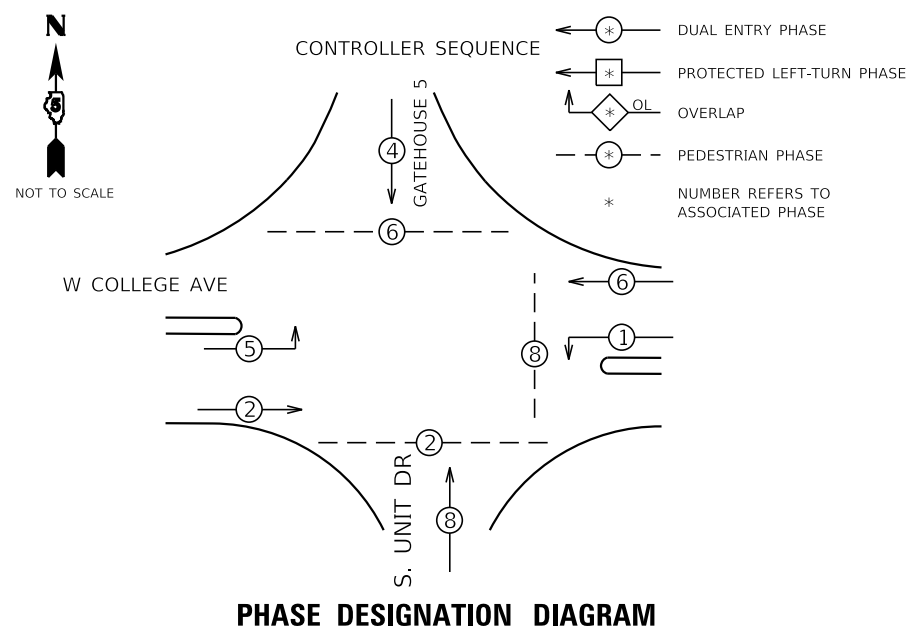 N
5
NOT TO SCALE
CONTROLLER SEQUENCE
* DUAL ENTRY PHASE
* PROTECTED LEFT-TURN PHASE
* OL OVERLAP
* PEDESTRIAN PHASE
* NUMBER REFERS TO
ASSOCIATED PHASE
4
GATEHOUSE 5
6
W COLLEGE AVE
6
5
8
1
2
2
S. UNIT DR
8
PHASE DESIGNATION DIAGRAM